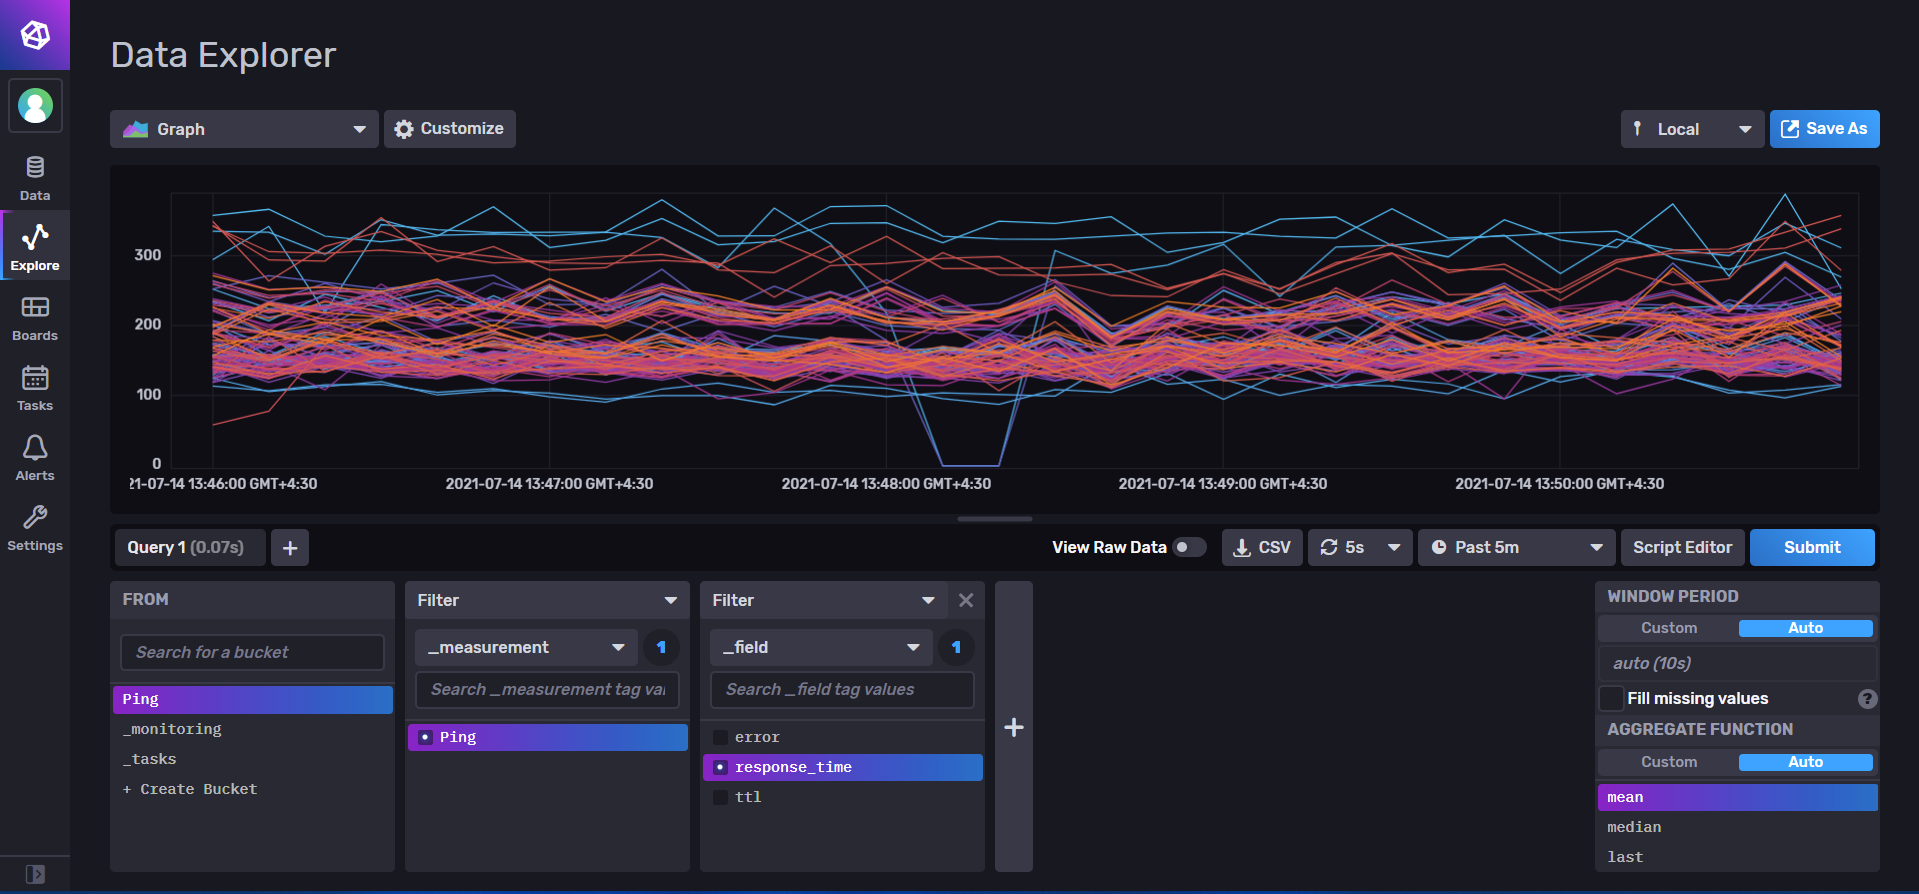 Data Explorer
Graph
Customize
Local
Save As
Data
Explore
Boards
Tasks
Alerts
Settings
300
200
100
0
21-07-14 13:46:00 GMT+4:30
2021-07-14 13:47:00 GMT+4:30
2021-07-14 13:48:00 GMT+4:30
2021-07-14 13:49:00 GMT+4:30
2021-07-14 13:50:00 GMT+4:30
Query 1 (0.07s)
+
View Raw Data
CSV
5s
Past 5m
Script Editor
Submit
FROM
Search for a bucket
Ping
_monitoring
_tasks
+ Create Bucket
Filter
_measurement
1
Search _measurement tag val
Ping
Filter
_field
1
Search _field tag values
error
response_time
ttl
+
WINDOW PERIOD
Custom
Auto
auto (10s)
Fill missing values
?
AGGREGATE FUNCTION
Custom
Auto
mean
median
last